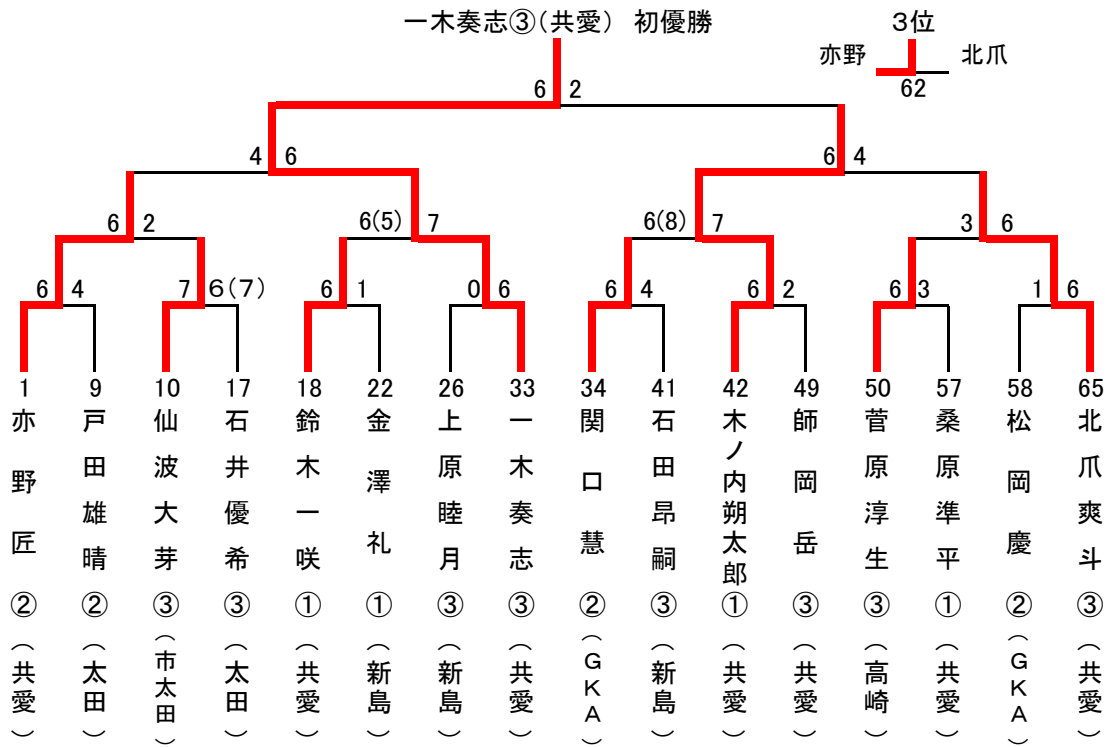 一木奏志③(共愛) 初優勝
3位
亦野 北爪
62
6 2
4 6
6 4
6 2
6(5) 7
6(8) 7
3 6
6 4
7 6(7)
6 1
0 6
6 4
6 2
6 3
1 6
1 亦野匠 ② (共愛)
9 戸田雄晴 ② (太田)
10 仙波大芽 ③ (市太田)
17 石井優希 ③ (太田)
18 鈴木一咲 ① (共愛)
22 金澤礼 ① (新島)
26 上原睦月 ③ (新島)
33 一木奏志 ③ (共愛)
34 関口慧 ② (GKA)
41 石田昂嗣 ③ (新島)
42 木ノ内朔太郎 ① (共愛)
49 師岡岳 ③ (共愛)
50 菅原淳生 ③ (高崎)
57 桑原準平 ① (共愛)
58 松岡慶 ② (GKA)
65 北爪爽斗 ③ (共愛)